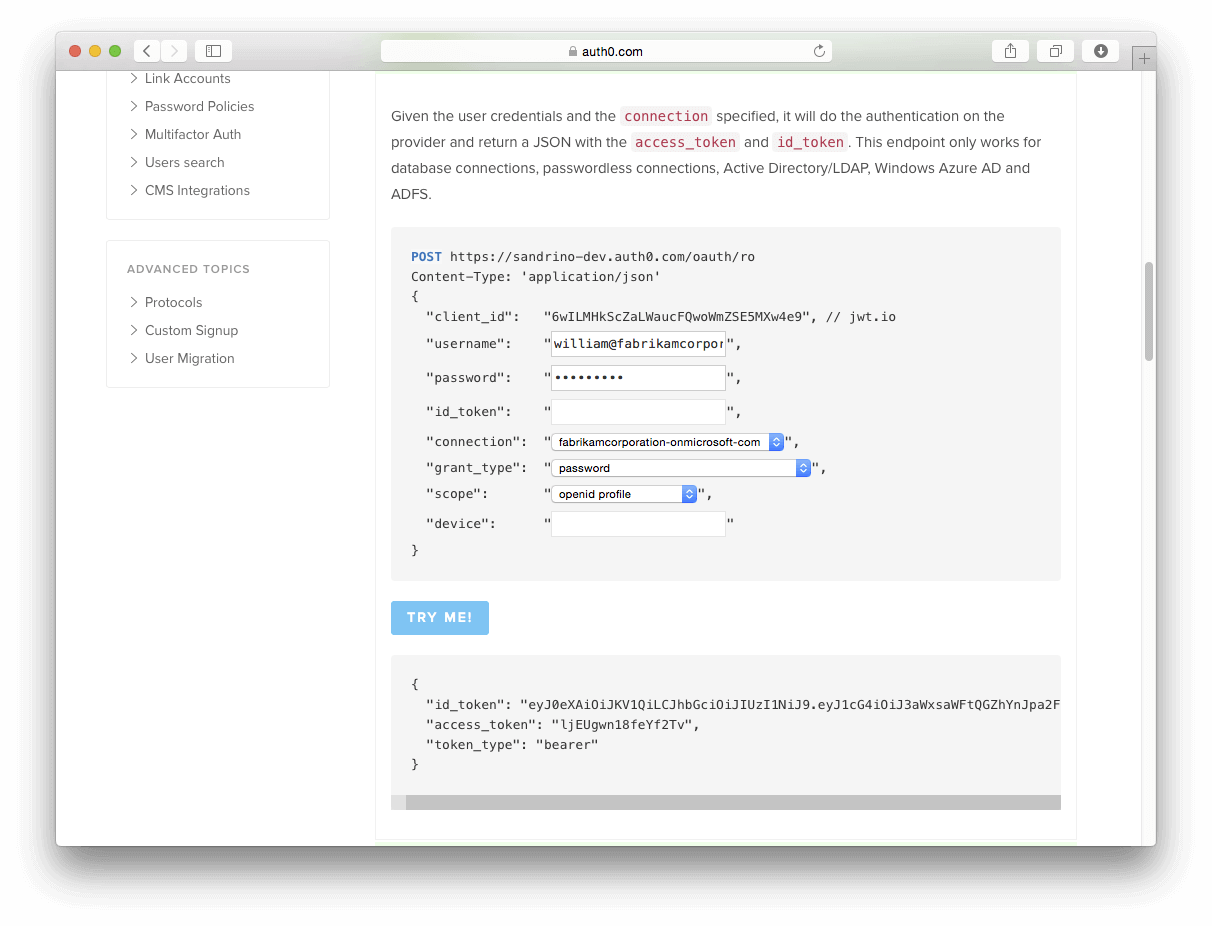 auth0.com
Link Accounts
Password Policies
Multifactor Auth
Users search
CMS Integrations
ADVANCED TOPICS
Protocols
Custom Signup
User Migration
Given the user credentials and the connection specified, it will do the authentication on the
provider and return a JSON with the access_token and id_token. This endpoint only works for
database connections, passwordless connections, Active Directory/LDAP, Windows Azure AD and
ADFS.
POST https://sandrino-dev.auth0.com/oauth/ro
Content-Type: 'application/json'
{
"client_id": "6wILMHkScZaLWaucFQwoWmZSE5MXw4e9", // jwt.io
"username": "william@fabrikamcorpor",
"password": "•••••••••",
"id_token": "",
"connection": "fabrikamcorporation-onmicrosoft-com",
"grant_type": "password",
"scope": "openid profile",
"device": ""
}
TRY ME!
{
"id_token": "eyJ0eXAiOiJKV1QiLCJhbGciOiJIUzI1NiJ9.eyJ1cG4iOiJ3aWxsaWFtQGZhYnJpa2F
"access_token": "ljEUgwn18feYf2Tv",
"token_type": "bearer"
}